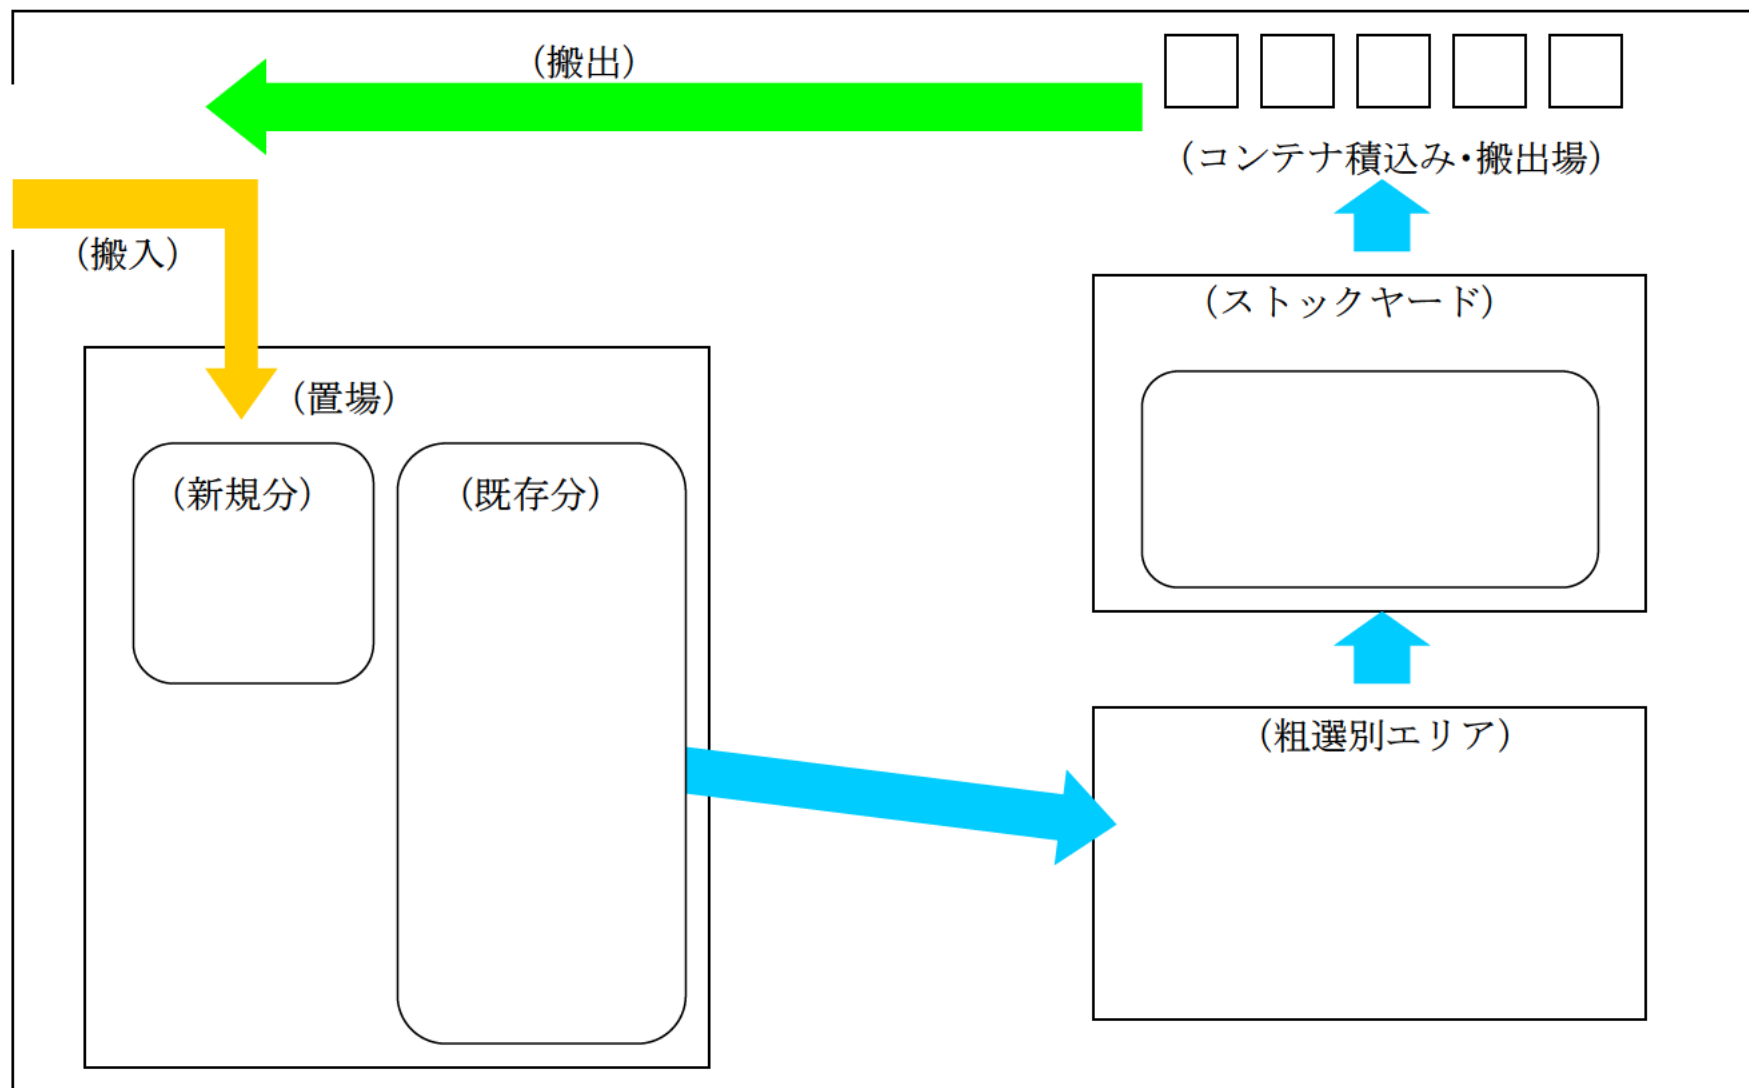 （搬出）
（コンテナ積込み・搬出場）
（搬入）
（ストックヤード）
（置場）
（新規分）
（既存分）
（粗選別エリア）